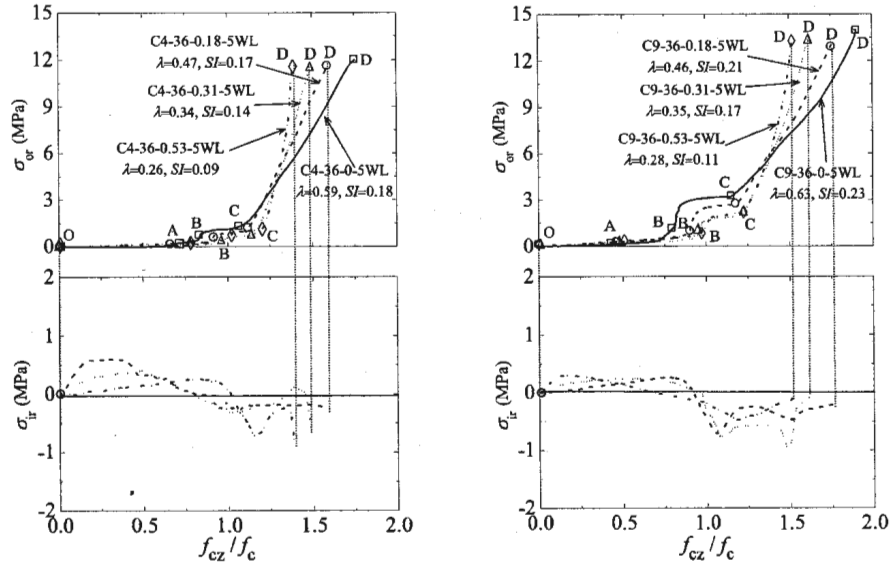 15
12
9
6
3
0
σor (MPa)
C4-36-0.18-5WL
λ=0.47, SI=0.17
C4-36-0.31-5WL
λ=0.34, SI=0.14
C4-36-0.53-5WL
λ=0.26, SI=0.09
C4-36-0-5WL
λ=0.59, SI=0.18
D D D D
O A B C
B C
2
1
0
-1
-2
σir (MPa)
0.0 0.5 1.0 1.5 2.0
fcz / fc
15
12
9
6
3
0
σor (MPa)
C9-36-0.18-5WL
λ=0.46, SI=0.21
C9-36-0.31-5WL
λ=0.35, SI=0.17
C9-36-0.53-5WL
λ=0.28, SI=0.11
C9-36-0-5WL
λ=0.63, SI=0.23
D D D D
O A B B C
B C
2
1
0
-1
-2
σir (MPa)
0.0 0.5 1.0 1.5 2.0
fcz / fc